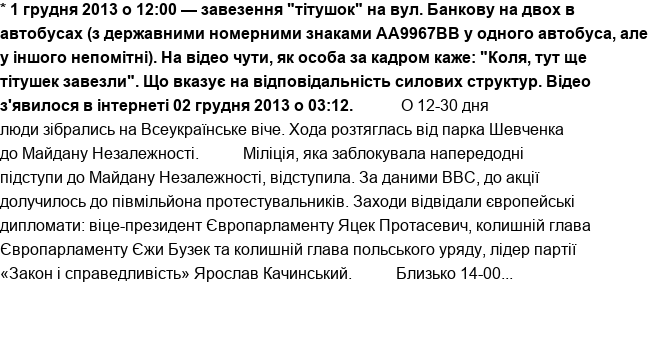 * 1 грудня 2013 о 12:00 — завезення "тітушок" на вул. Банкову на двох в
автобусах (з державними номерними знаками АА9967ВВ у одного автобуса, але
у іншого непомітні). На відео чути, як особа за кадром каже: "Коля, тут ще
тітушек завезли". Що вказує на відповідальність силових структур. Відео
з'явилося в інтернеті 02 грудня 2013 о 03:12. О 12-30 дня
люди зібрались на Всеукраїнське віче. Хода розтяглась від парка Шевченка
до Майдану Незалежності. Міліція, яка заблокувала напередодні
підступи до Майдану Незалежності, відступила. За даними BBC, до акції
долучилось до півмільйона протестувальників. Заходи відвідали європейські
дипломати: віце-президент Європарламенту Яцек Протасевич, колишній глава
Європарламенту Єжи Бузек та колишній глава польського уряду, лідер партії
«Закон і справедливість» Ярослав Качинський. Близько 14-00...